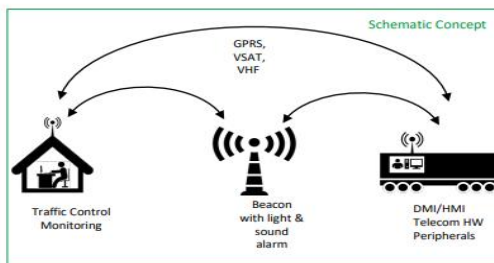 Schematic Concept
GPRS,
VSAT,
VHF
Traffic Control
Monitoring
Beacon
with light &
sound
alarm
DMI/HMI
Telecom HW
Peripherals